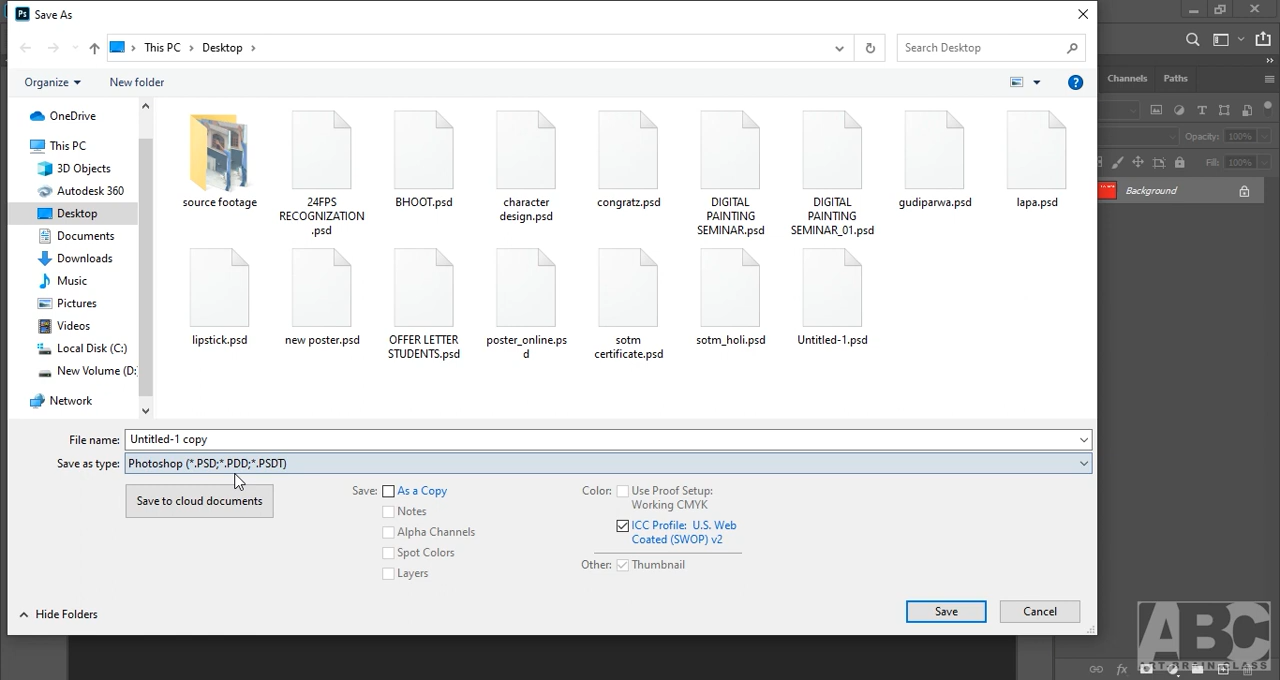 Ps Save As
This PC
Desktop
Search Desktop
Organize
New folder
?
Channels
Paths
T
Opacity: 100%
Fill: 100%
Background
OneDrive
This PC
3D Objects
Autodesk 360
Desktop
Documents
Downloads
Music
Pictures
Videos
Local Disk (C:)
New Volume (D:
Network
source footage
24FPS
RECOGNIZATION
.psd
BHOOT.psd
character
design.psd
congratz.psd
DIGITAL
PAINTING
SEMINAR.psd
DIGITAL
PAINTING
SEMINAR_01.psd
gudiparwa.psd
lapa.psd
lipstick.psd
new poster.psd
OFFER LETTER
STUDENTS.psd
poster_online.ps
d
sotm
certificate.psd
sotm_holi.psd
Untitled-1.psd
File name: Untitled-1 copy
Save as type: Photoshop (*.PSD;*.PDD;*.PSDT)
Save to cloud documents
Save: As a Copy
Notes
Alpha Channels
Spot Colors
Layers
Color: Use Proof Setup:
Working CMYK
ICC Profile: U.S. Web
Coated (SWOP) v2
Other: Thumbnail
Hide Folders
Save
Cancel
ABC
fx